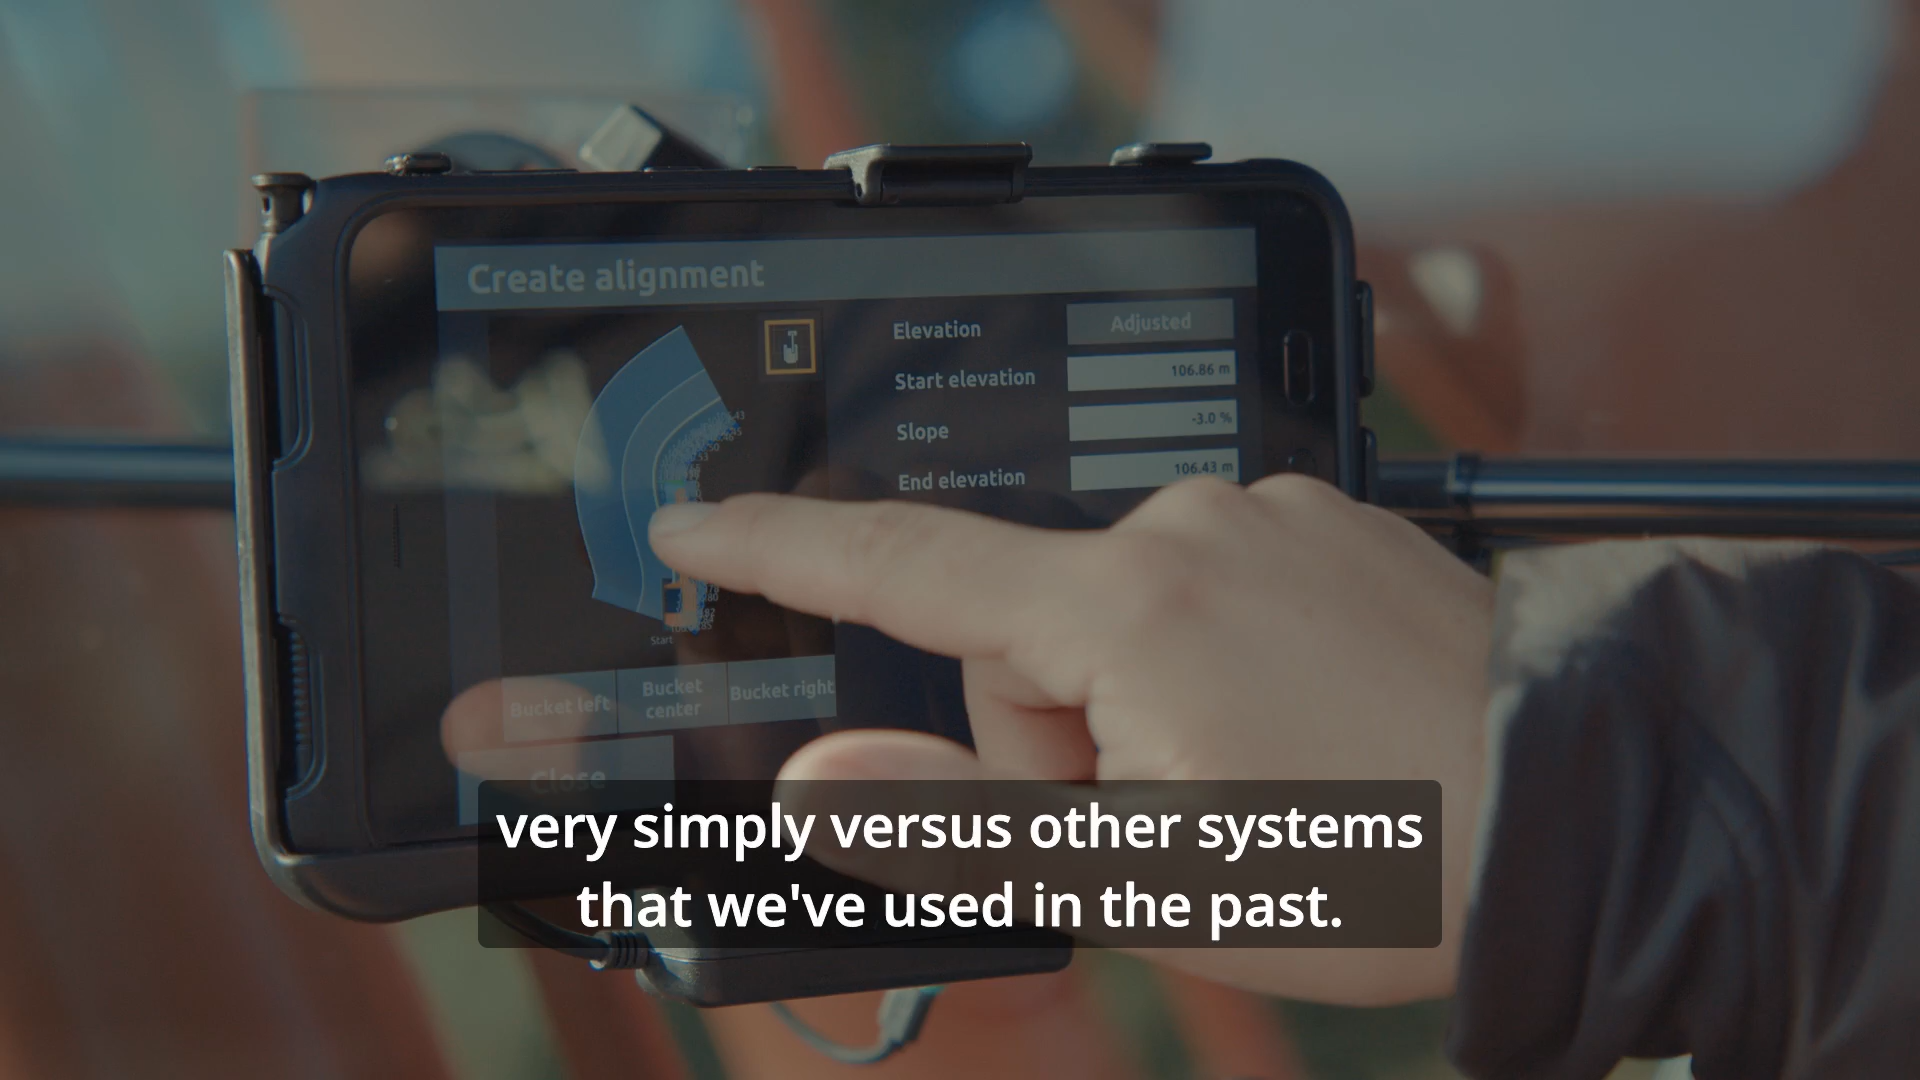 Create alignment
Elevation
Adjusted
Start elevation
106.86 m
Slope
-3.0 %
End elevation
106.43 m
Start
Bucket left
Bucket center
Bucket right
Close
very simply versus other systems
that we've used in the past.